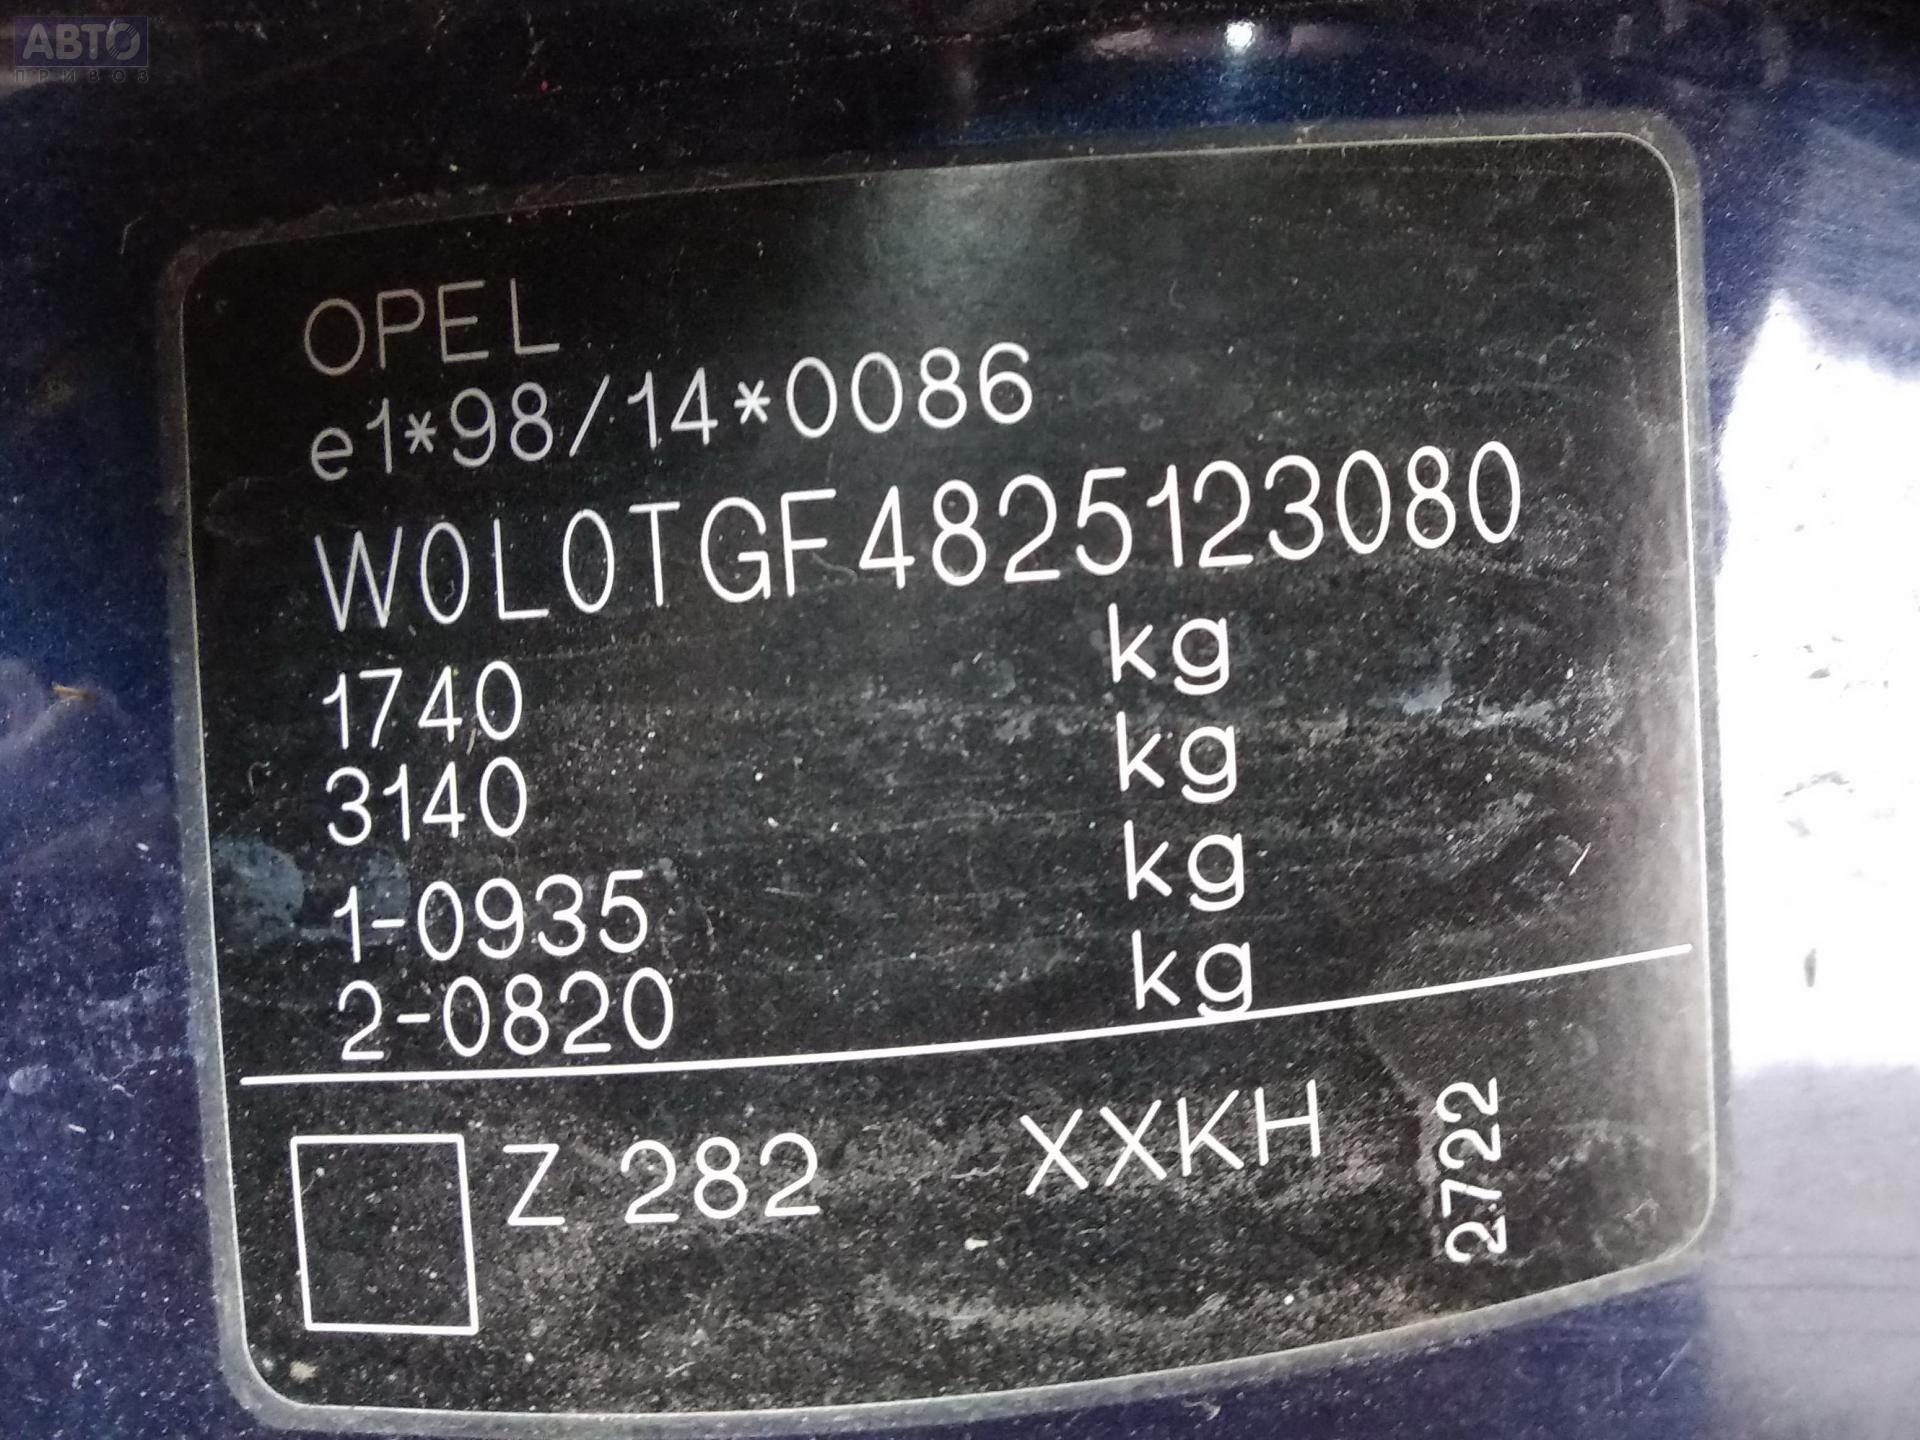 АВТО
ПРИВОЗ
OPEL
e1*98/14*0086
W0L0TGF4825123080
1740 kg
3140 kg
1-0935 kg
2-0820 kg
Z 282 XXKH
2722